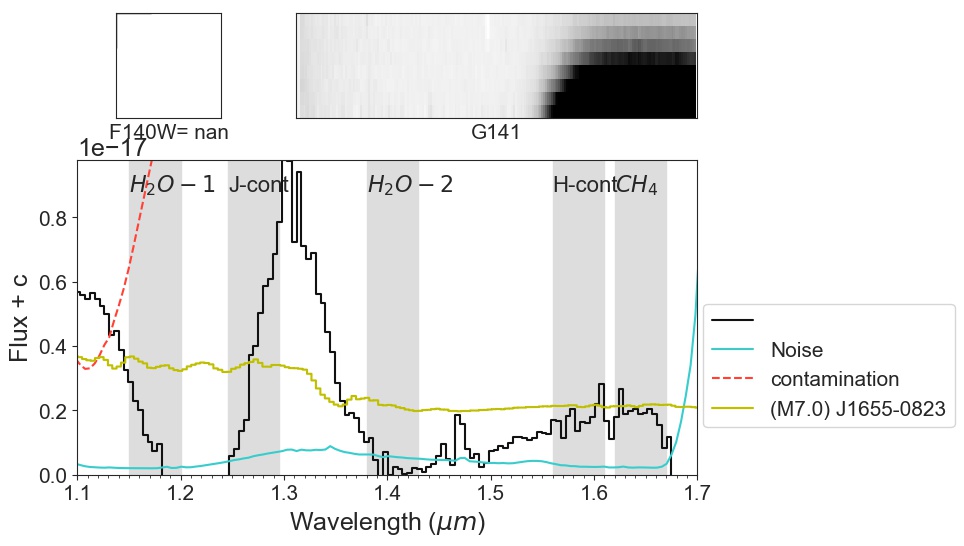 F140W= nan
G141
1e−17
H₂O − 1
J-cont
H₂O − 2
H-cont
CH₄
0.8
0.6
0.4
0.2
0.0
Flux + c
1.1
1.2
1.3
1.4
1.5
1.6
1.7
Wavelength (μm)
Noise
contamination
(M7.0) J1655-0823